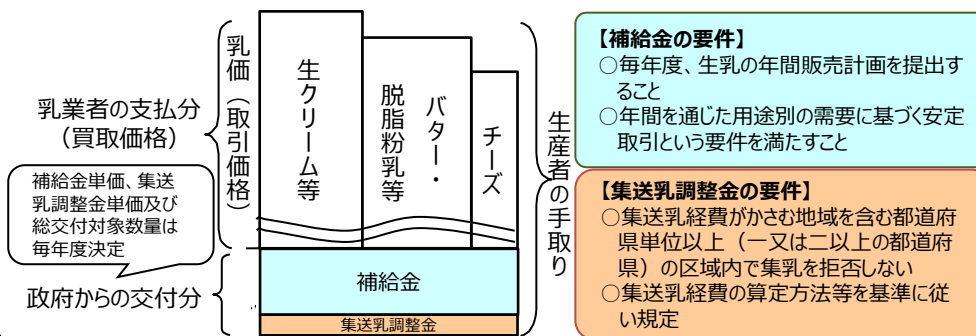 乳業者の支払分
（買取価格）
補給金単価、集送
乳調整金単価及び
総交付対象数量は
毎年度決定
政府からの交付分
乳価（取引価格）
生クリーム等
バター・
脱脂粉乳等
チーズ
補給金
集送乳調整金
生産者の手取り
【補給金の要件】
○毎年度、生乳の年間販売計画を提出す
ること
○年間を通じた用途別の需要に基づく安定
取引という要件を満たすこと
【集送乳調整金の要件】
○集送乳経費がかさむ地域を含む都道府
県単位以上（一又は二以上の都道府
県）の区域内で集乳を拒否しない
○集送乳経費の算定方法等を基準に従
い規定